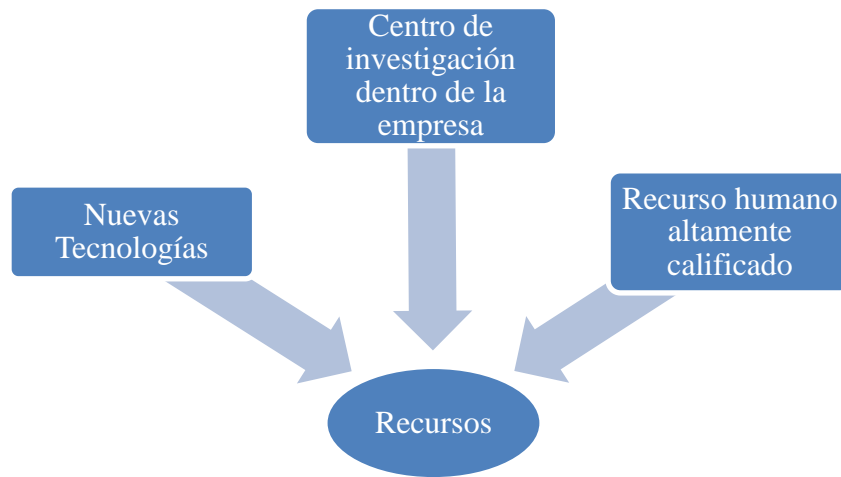 Centro de
investigación
dentro de la
empresa
Nuevas
Tecnologías
Recurso humano
altamente
calificado
Recursos